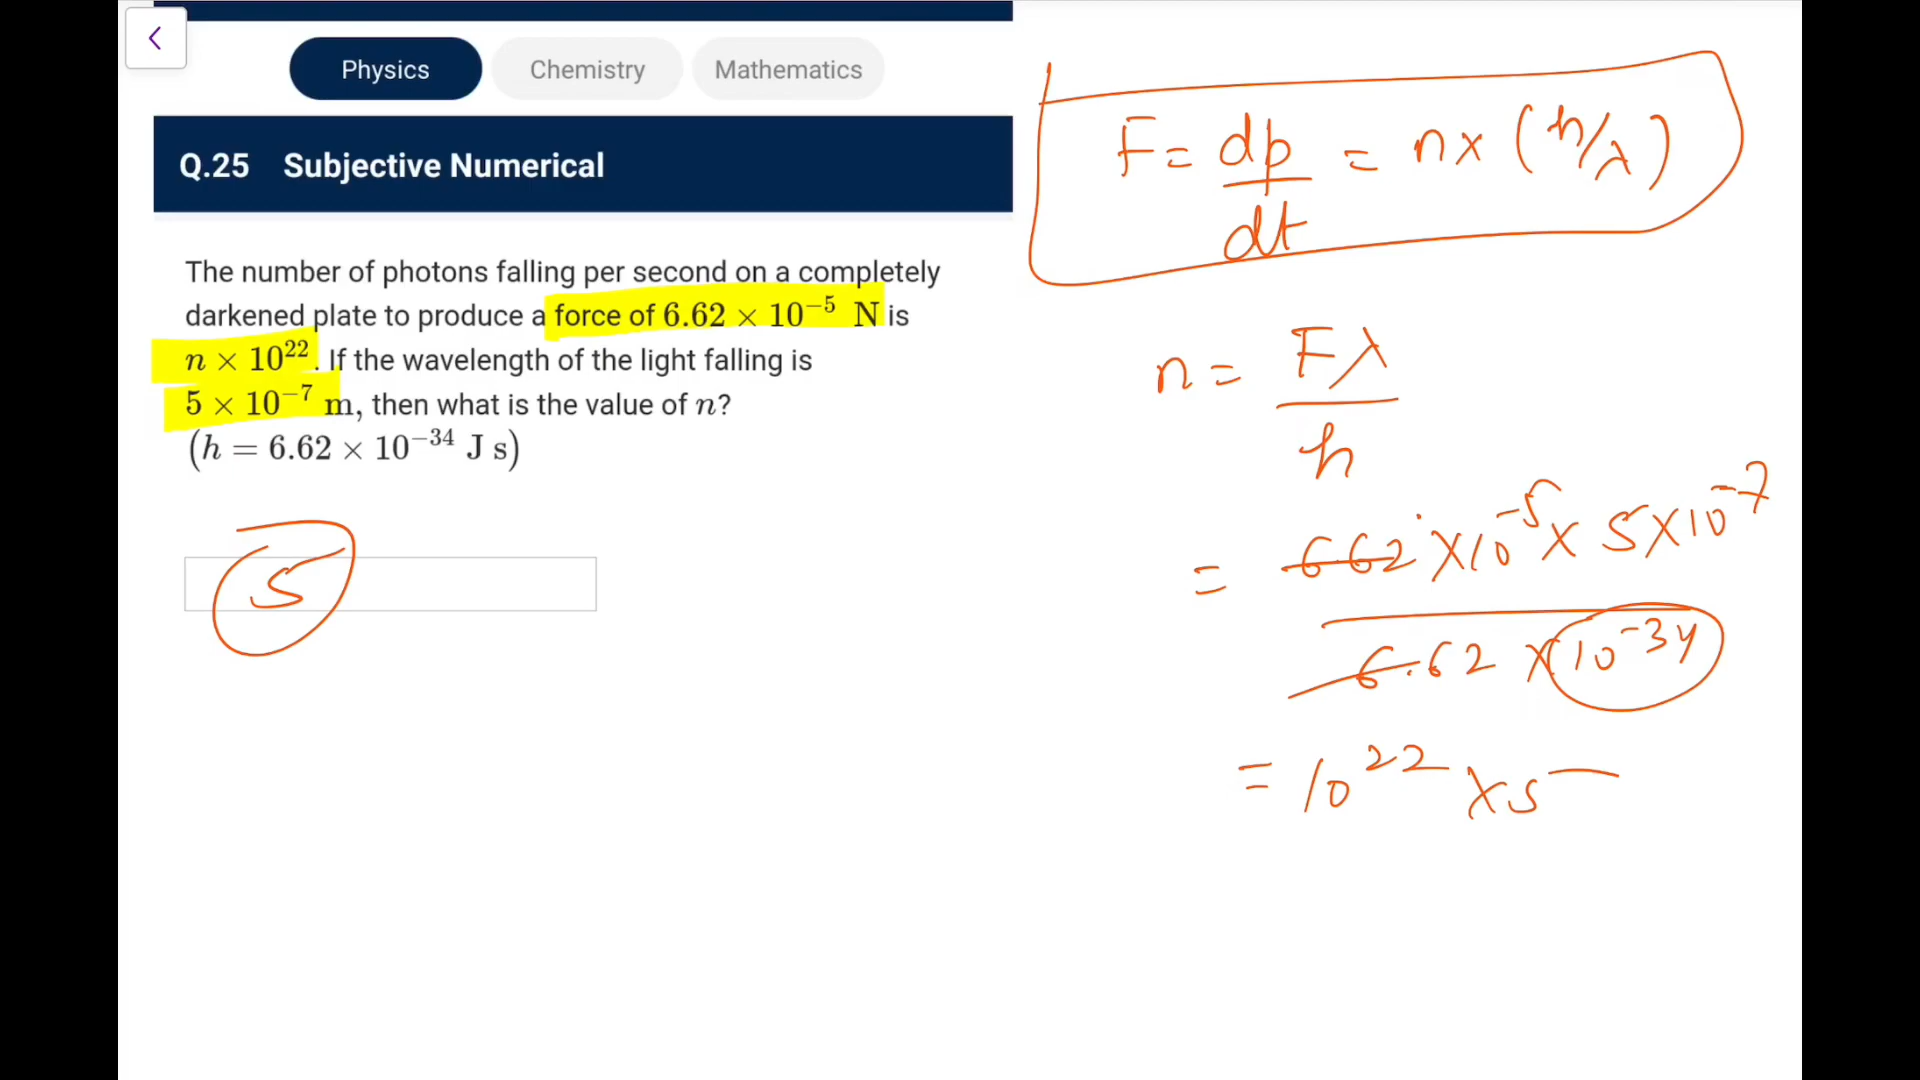 Physics Chemistry Mathematics
Q.25 Subjective Numerical
The number of photons falling per second on a completely
darkened plate to produce a force of 6.62 × 10⁻⁵ N is
n × 10²². If the wavelength of the light falling is
5 × 10⁻⁷ m, then what is the value of n?
(h = 6.62 × 10⁻³⁴ J s)
5
F = dp/dt = n x (h/λ)
n = Fλ/h
= 6.62 × 10⁻⁵ × 5 × 10⁻⁷
6.62 × 10⁻³⁴
= 10²² × 5